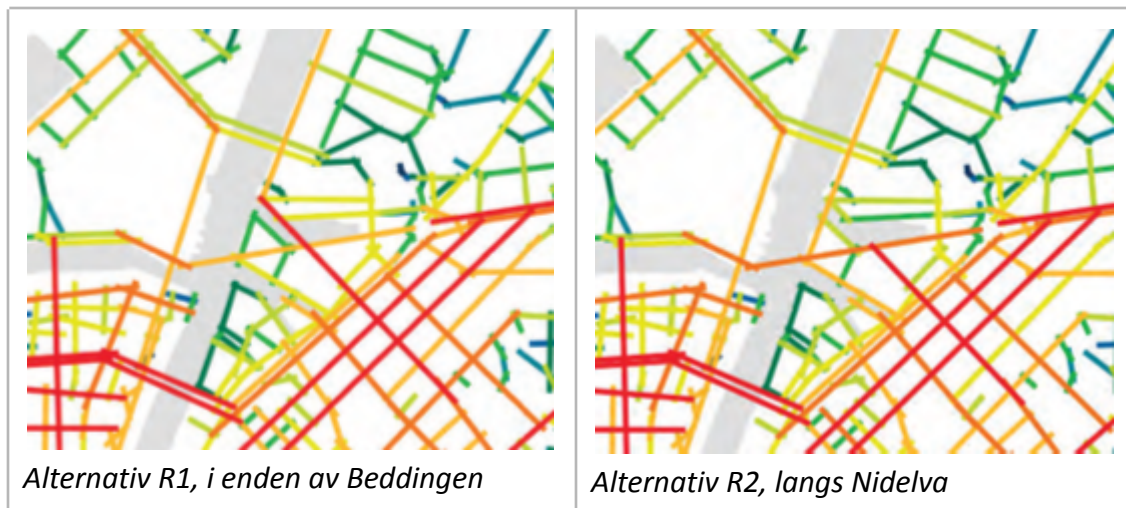 Alternativ R1, i enden av Beddingen
Alternativ R2, langs Nidelva